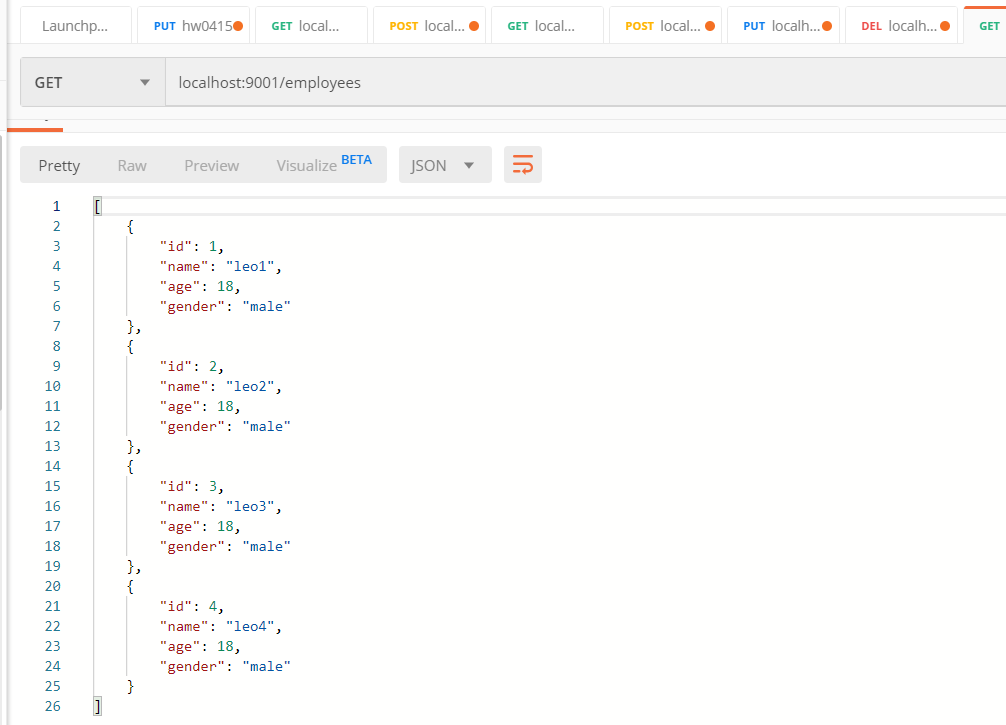 Launchp... PUT hw0415 GET local... POST local... GET local... POST local... PUT localh... DEL localh... GET
GET localhost:9001/employees
Pretty Raw Preview Visualize BETA JSON
1 [
2 {
3 "id": 1,
4 "name": "leo1",
5 "age": 18,
6 "gender": "male"
7 },
8 {
9 "id": 2,
10 "name": "leo2",
11 "age": 18,
12 "gender": "male"
13 },
14 {
15 "id": 3,
16 "name": "leo3",
17 "age": 18,
18 "gender": "male"
19 },
20 {
21 "id": 4,
22 "name": "leo4",
23 "age": 18,
24 "gender": "male"
25 }
26 ]